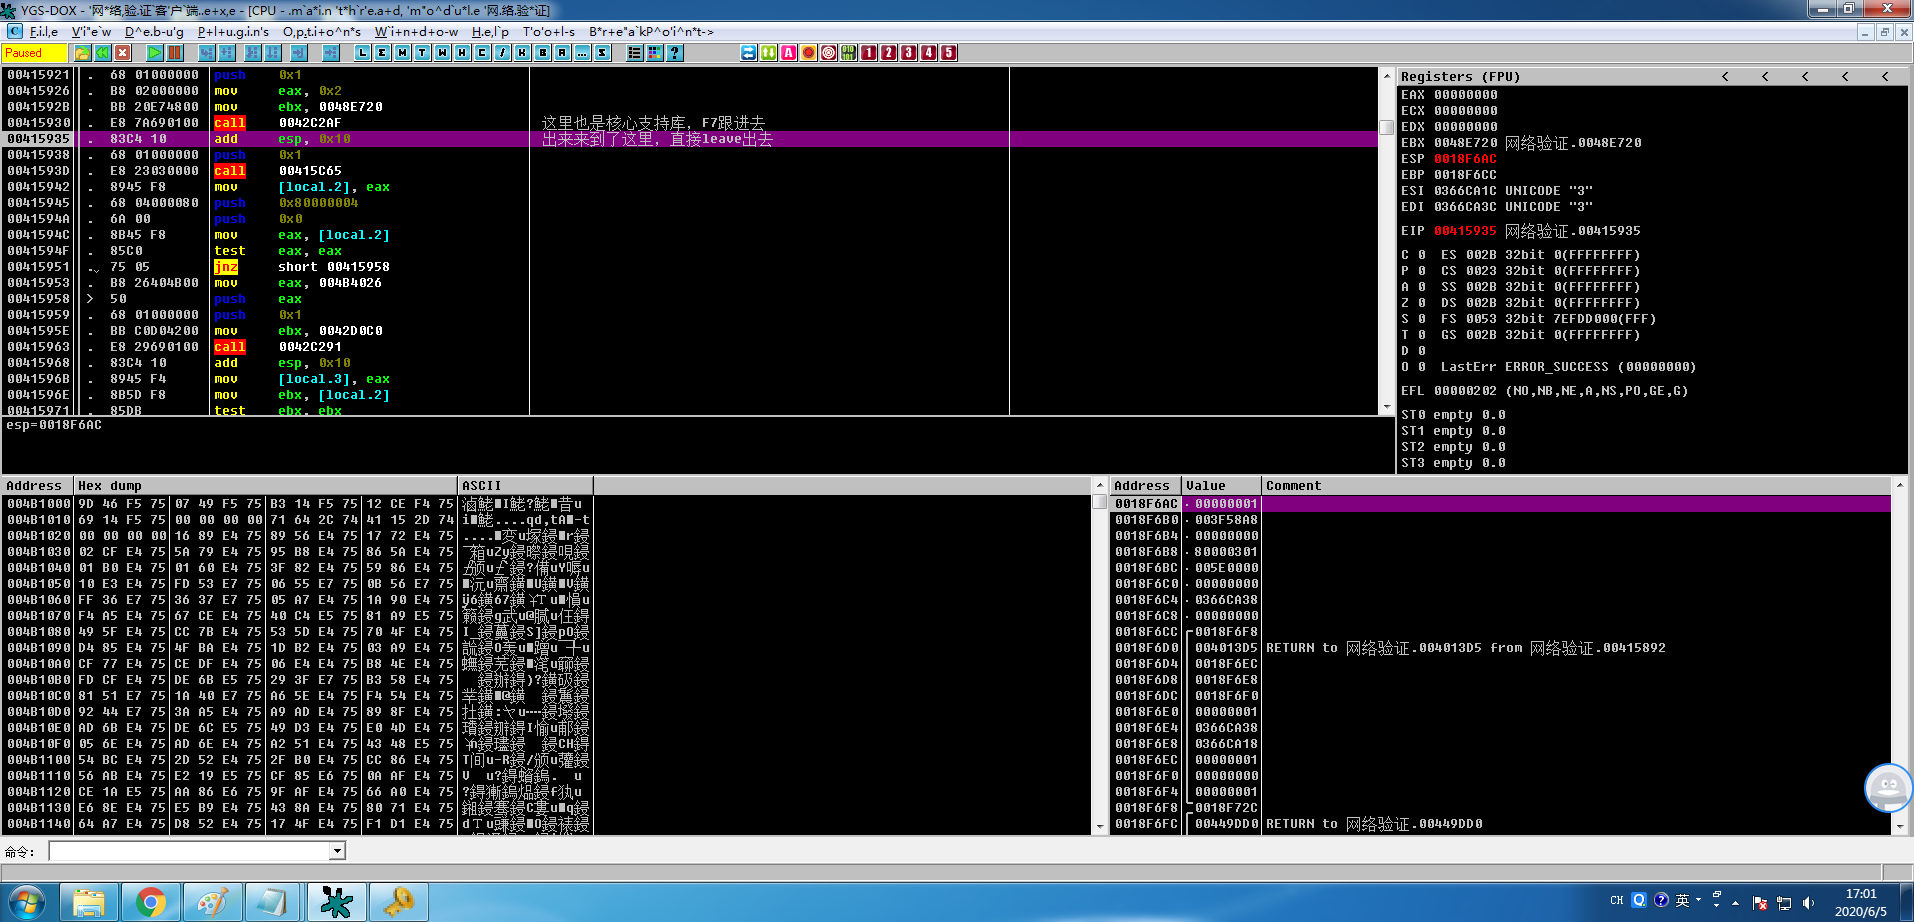 YGS-DOX - '网*络.验.证`客'户`端..e+x,e - [CPU - .m`a*i.n 't*h`r'e.a+d, 'm"o^d`u*l.e '网.络.验*证]
F.i.l,e V'i"e`w D^e.b-u'g P+l+u.g.i.n's O,p,t.i+o^n*s W`i+n+d+o-w H.e,l`p T'o'o+l-s B*r+e"a`kP^o'i^n*t->
Paused
L E M T W H C / K B R ... S
1 2 3 4 5
00415921 . 68 01000000 push 0x1
00415926 . B8 02000000 mov eax, 0x2
0041592B . BB 20E74800 mov ebx, 0048E720
00415930 . E8 7A690100 call 0042C2AF 这里也是核心支持库，F7跟进去
00415935 . 83C4 10 add esp, 0x10 出来来到了这里，直接leave出去
00415938 . 68 01000000 push 0x1
0041593D . E8 23030000 call 00415C65
00415942 . 8945 F8 mov [local.2], eax
00415945 . 68 04000080 push 0x80000004
0041594A . 6A 00 push 0x0
0041594C . 8B45 F8 mov eax, [local.2]
0041594F . 85C0 test eax, eax
00415951 . 75 05 jnz short 00415958
00415953 . B8 26404B00 mov eax, 004B4026
00415958 > 50 push eax
00415959 . 68 01000000 push 0x1
0041595E . BB C0D04200 mov ebx, 0042D0C0
00415963 . E8 29690100 call 0042C291
00415968 . 83C4 10 add esp, 0x10
0041596B . 8945 F4 mov [local.3], eax
0041596E . 8B5D F8 mov ebx, [local.2]
00415971 . 85DB test ebx, ebx
esp=0018F6AC
Registers (FPU) < < < < <
EAX 00000000
ECX 00000000
EDX 00000000
EBX 0048E720 网络验证.0048E720
ESP 0018F6AC
EBP 0018F6CC
ESI 0366CA1C UNICODE "3"
EDI 0366CA3C UNICODE "3"
EIP 00415935 网络验证.00415935
C 0 ES 002B 32bit 0(FFFFFFFF)
P 0 CS 0023 32bit 0(FFFFFFFF)
A 0 SS 002B 32bit 0(FFFFFFFF)
Z 0 DS 002B 32bit 0(FFFFFFFF)
S 0 FS 0053 32bit 7EFDD000(FFF)
T 0 GS 002B 32bit 0(FFFFFFFF)
D 0
O 0 LastErr ERROR_SUCCESS (00000000)
EFL 00000202 (NO,NB,NE,A,NS,PO,GE,G)
ST0 empty 0.0
ST1 empty 0.0
ST2 empty 0.0
ST3 empty 0.0
Address Hex dump ASCII
004B1000 9D 46 F5 75 07 49 F5 75 B3 14 F5 75 12 CE F4 75
004B1010 69 14 F5 75 00 00 00 00 71 64 2C 74 41 15 2D 74
004B1020 00 00 00 00 16 89 E4 75 89 56 E4 75 17 72 E4 75
004B1030 02 CF E4 75 5A 79 E4 75 95 B8 E4 75 86 5A E4 75
004B1040 01 B0 E4 75 01 60 E4 75 3F 82 E4 75 59 86 E4 75
004B1050 10 E3 E4 75 FD 53 E7 75 06 55 E7 75 0B 56 E7 75
004B1060 FF 36 E7 75 36 37 E7 75 05 A7 E4 75 1A 90 E4 75
004B1070 F4 A5 E4 75 67 CE E4 75 40 C4 E5 75 81 A9 E5 75
004B1080 49 5F E4 75 CC 7B E4 75 53 5D E4 75 70 4F E4 75
004B1090 D4 85 E4 75 4F BA E4 75 1D B2 E4 75 03 A9 E4 75
004B10A0 CF 77 E4 75 CE DF E4 75 06 E4 E4 75 B8 4E E4 75
004B10B0 FD CF E4 75 DE 6B E5 75 29 3F E7 75 B3 58 E4 75
004B10C0 81 51 E7 75 1A 40 E7 75 A6 5E E4 75 F4 54 E4 75
004B10D0 92 44 E7 75 3A A5 E4 75 A9 AD E4 75 89 8F E4 75
004B10E0 AD 6B E4 75 DE 6C E5 75 49 D3 E4 75 E0 4D E4 75
004B10F0 05 6E E4 75 AD 6E E4 75 A2 51 E4 75 43 48 E5 75
004B1100 54 BC E4 75 2D 52 E4 75 2F B0 E4 75 CC 86 E4 75
004B1110 56 AB E4 75 E2 19 E5 75 CF 85 E6 75 0A AF E4 75
004B1120 CE 1A E5 75 AA 86 E6 75 9F AF E4 75 66 A0 E4 75
004B1130 E6 8E E4 75 E5 B9 E4 75 43 8A E4 75 80 71 E4 75
004B1140 64 A7 E4 75 D8 52 E4 75 17 4F E4 75 F1 D1 E4 75
Address Value Comment
0018F6AC 00000001
0018F6B0 003F58A8
0018F6B4 00000000
0018F6B8 80000301
0018F6BC 005E0000
0018F6C0 00000000
0018F6C4 0366CA38
0018F6C8 00000000
0018F6CC 0018F6F8
0018F6D0 004013D5 RETURN to 网络验证.004013D5 from 网络验证.00415892
0018F6D4 0018F6EC
0018F6D8 0018F6E8
0018F6DC 0018F6F0
0018F6E0 00000001
0018F6E4 0366CA38
0018F6E8 0366CA18
0018F6EC 00000001
0018F6F0 00000000
0018F6F4 00000001
0018F6F8 0018F72C
0018F6FC 00449DD0 RETURN to 网络验证.00449DD0
命令:
CH 英 17:01
2020/6/5